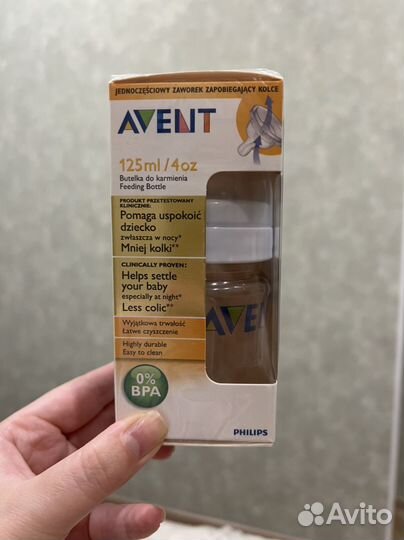 JEDNOCZĘŚCIOWY ZAWOREK ZAPOBIEGAJĄCY KOLCE
AVENT
125ml/4oz
Butelka do karmienia
Feeding Bottle
PRODUKT PRZETESTOWANY
KLINICZNIE:
Pomaga uspokoić
dziecko
zwłaszcza w nocy*
Mniej kolki**
CLINICALLY PROVEN:
Helps settle
your baby
especially at night*
Less colic**
Wyjątkowa trwałość
Łatwe czyszczenie
Highly durable
Easy to clean
0%
BPA
AVE
PHILIPS
Avito